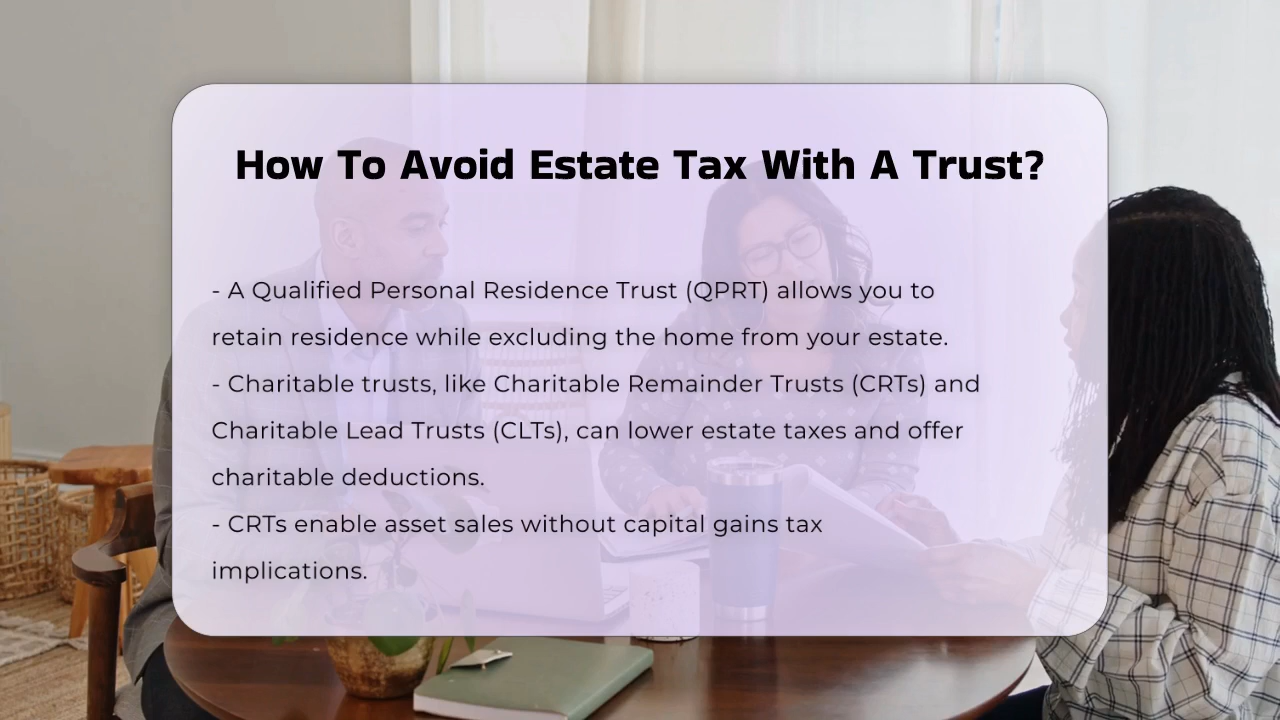 How To Avoid Estate Tax With A Trust?
- A Qualified Personal Residence Trust (QPRT) allows you to
retain residence while excluding the home from your estate.
- Charitable trusts, like Charitable Remainder Trusts (CRTs) and
Charitable Lead Trusts (CLTs), can lower estate taxes and offer
charitable deductions.
- CRTs enable asset sales without capital gains tax
implications.